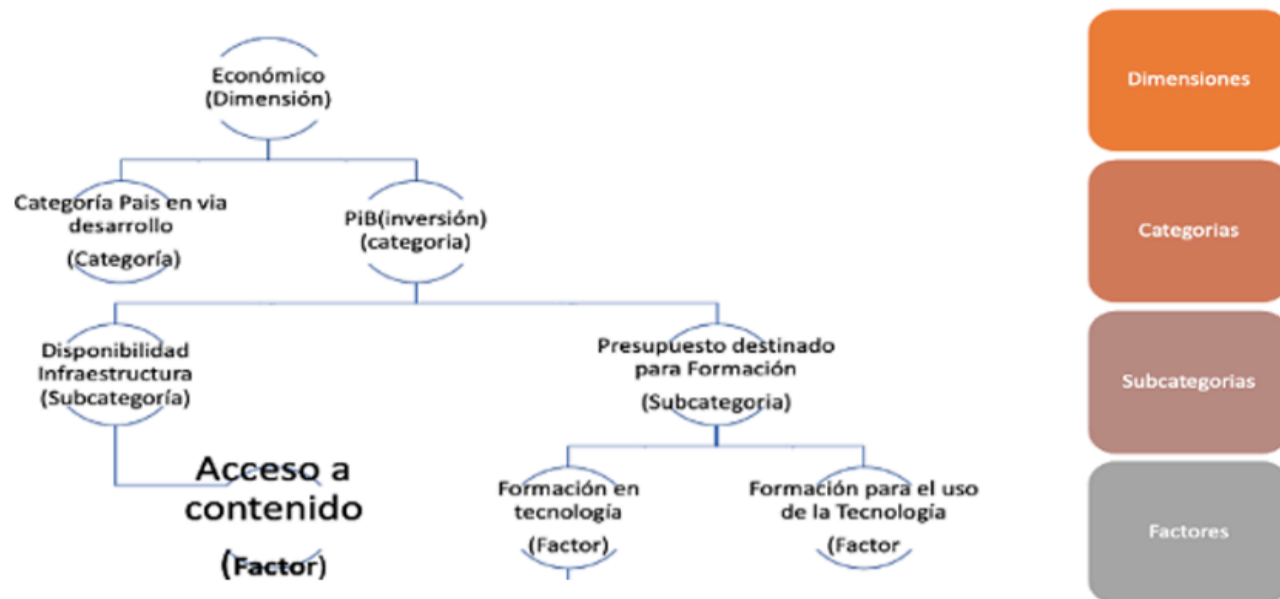 Económico
(Dimensión)
Categoría Pais en via
desarrollo
(Categoría)
PiB(inversión)
(categoria)
Disponibilidad
Infraestructura
(Subcategoría)
Presupuesto destinado
para Formación
(Subcategoria)
Acceso a
contenido
(Factor)
Formación en
tecnología
(Factor)
Formación para el uso
de la Tecnología
(Factor
Dimensiones
Categorias
Subcategorias
Factores